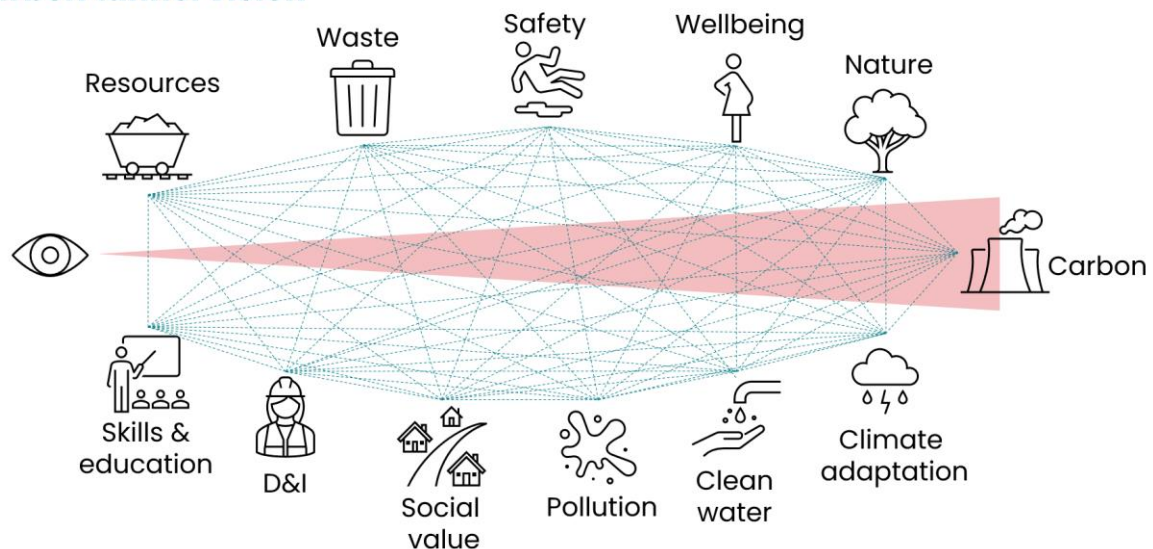 Safety
Wellbeing
Waste
Nature
Resources
Carbon
Skills &
education
D&I
Social
value
Pollution
Clean
water
Climate
adaptation